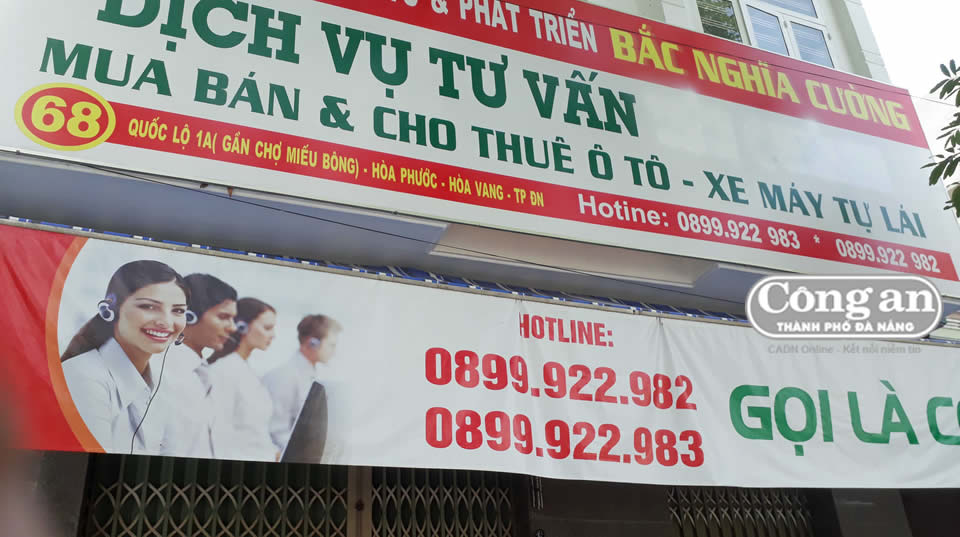 & PHÁT TRIỂN BẮC NGHĨA CƯỜNG
DỊCH VỤ TƯ VẤN
MUA BÁN & CHO THUÊ Ô TÔ - XE MÁY TỰ LÁI
68 QUỐC LỘ 1A( GẦN CHỢ MIẾU BÔNG) - HÒA PHƯỚC - HÒA VANG - TP ĐN
Hotine: 0899.922 983 * 0899.922 982
Công an
THÀNH PHỐ ĐÀ NẴNG
CADN Online - Kết nối niềm tin
HOTLINE:
0899.922.982
0899.922.983
GỌI LÀ C